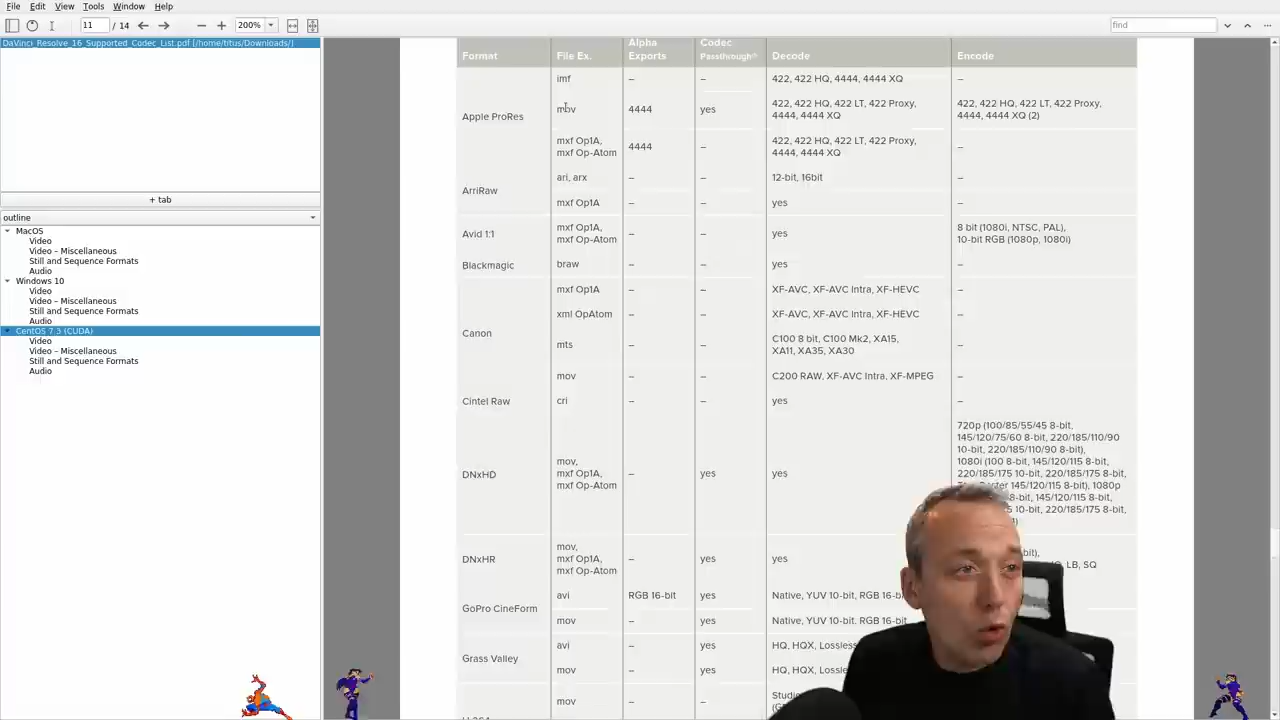 File Edit View Tools Window Help
11 / 14 200% find
DaVinci_Resolve_16_Supported_Codec_List.pdf [/home/titus/Downloads/]
+ tab
outline
MacOS
Video
Video – Miscellaneous
Still and Sequence Formats
Audio
Windows 10
Video
Video – Miscellaneous
Still and Sequence Formats
Audio
CentOS 7.3 (CUDA)
Video
Video – Miscellaneous
Still and Sequence Formats
Audio
Format File Ex. Alpha Exports Codec Passthrough Decode Encode
Apple ProRes
imf – – 422, 422 HQ, 4444, 4444 XQ –
mov 4444 yes 422, 422 HQ, 422 LT, 422 Proxy, 422, 422 HQ, 422 LT, 422 Proxy,
4444, 4444 XQ 4444, 4444 XQ (2)
mxf Op1A, 4444 – 422, 422 HQ, 422 LT, 422 Proxy, –
mxf Op-Atom 4444, 4444 XQ
ArriRaw
ari, arx – – 12-bit, 16bit –
mxf Op1A – – yes –
Avid 1:1 mxf Op1A, – – yes 8 bit (1080i, NTSC, PAL),
mxf Op-Atom 10-bit RGB (1080p, 1080i)
Blackmagic braw – – yes –
Canon
mxf Op1A – – XF-AVC, XF-AVC Intra, XF-HEVC –
xml OpAtom – – XF-AVC, XF-AVC Intra, XF-HEVC –
mts – – C100 8 bit, C100 Mk2, XA15, –
XA11, XA35, XA30
mov – – C200 RAW, XF-AVC Intra, XF-MPEG –
Cintel Raw cri – – yes –
DNxHD mov, – yes yes
mxf Op1A,
mxf Op-Atom
720p (100/85/55/45 8-bit,
145/120/75/60 8-bit, 220/185/110/90
10-bit, 220/185/110/90 8-bit),
1080i (100 8-bit, 145/120/115 8-bit,
220/185/175 10-bit, 220/185/175 8-bit,
145/120/115 8-bit), 1080p
8-bit, 145/120/115 8-bit,
10-bit, 220/185/175 8-bit,
DNxHR mov, – yes yes
mxf Op1A, LB, SQ
mxf Op-Atom
GoPro CineForm
avi RGB 16-bit yes Native, YUV 10-bit, RGB 16-bit
mov – yes Native, YUV 10-bit. RGB 16-bit
Grass Valley
avi – yes HQ, HQX,
mov – yes HQ, HQX,
mov – –